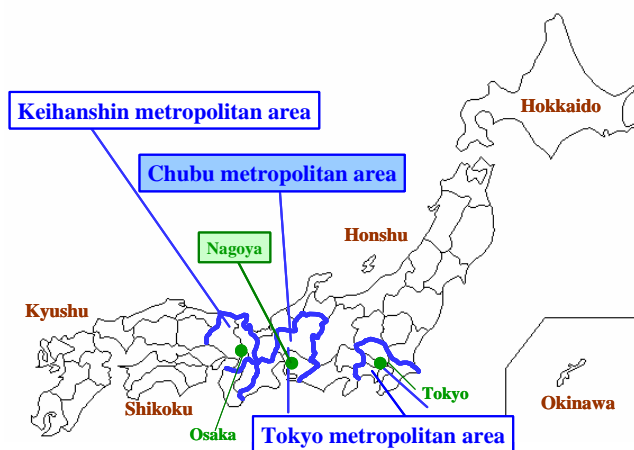 Hokkaido
Keihanshin metropolitan area
Chubu metropolitan area
Honshu
Nagoya
Kyushu
Tokyo
Shikoku
Okinawa
Osaka
Tokyo metropolitan area